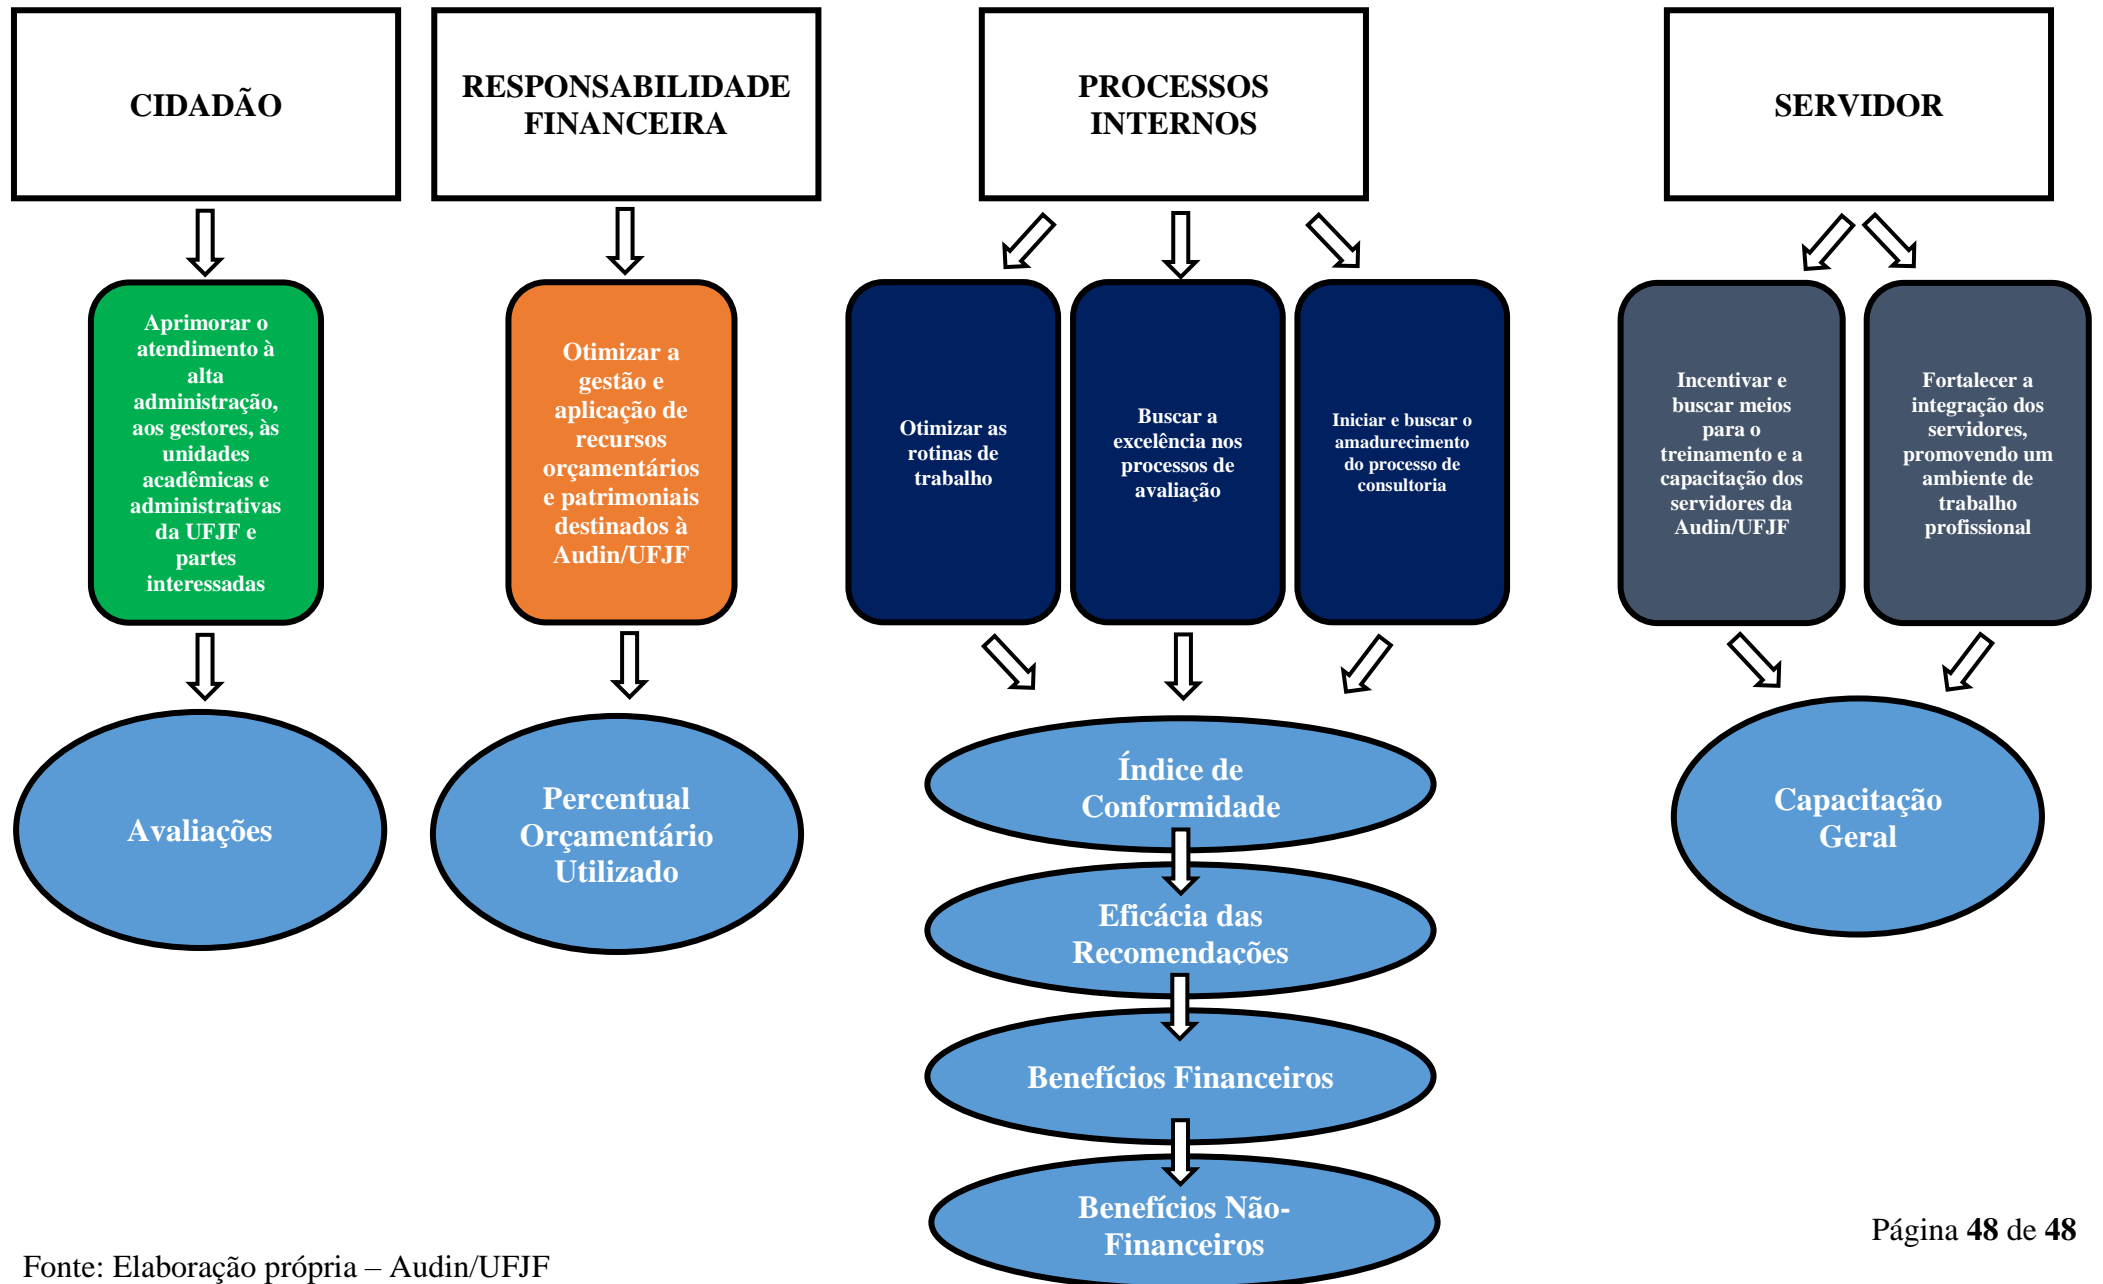 CIDADÃO
RESPONSABILIDADE
FINANCEIRA
PROCESSOS
INTERNOS
SERVIDOR
Aprimorar o
atendimento à
alta
administração,
aos gestores, às
unidades
acadêmicas e
administrativas
da UFJF e
partes
interessadas
Otimizar a
gestão e
aplicação de
recursos
orçamentários
e patrimoniais
destinados à
Audin/UFJF
Otimizar as
rotinas de
trabalho
Buscar a
excelência nos
processos de
avaliação
Iniciar e buscar o
amadurecimento
do processo de
consultoria
Incentivar e
buscar meios
para o
treinamento e a
capacitação dos
servidores da
Audin/UFJF
Fortalecer a
integração dos
servidores,
promovendo um
ambiente de
trabalho
profissional
Avaliações
Percentual
Orçamentário
Utilizado
Índice de
Conformidade
Eficácia das
Recomendações
Benefícios Financeiros
Benefícios Não-
Financeiros
Capacitação
Geral
Página 48 de 48
Fonte: Elaboração própria – Audin/UFJF